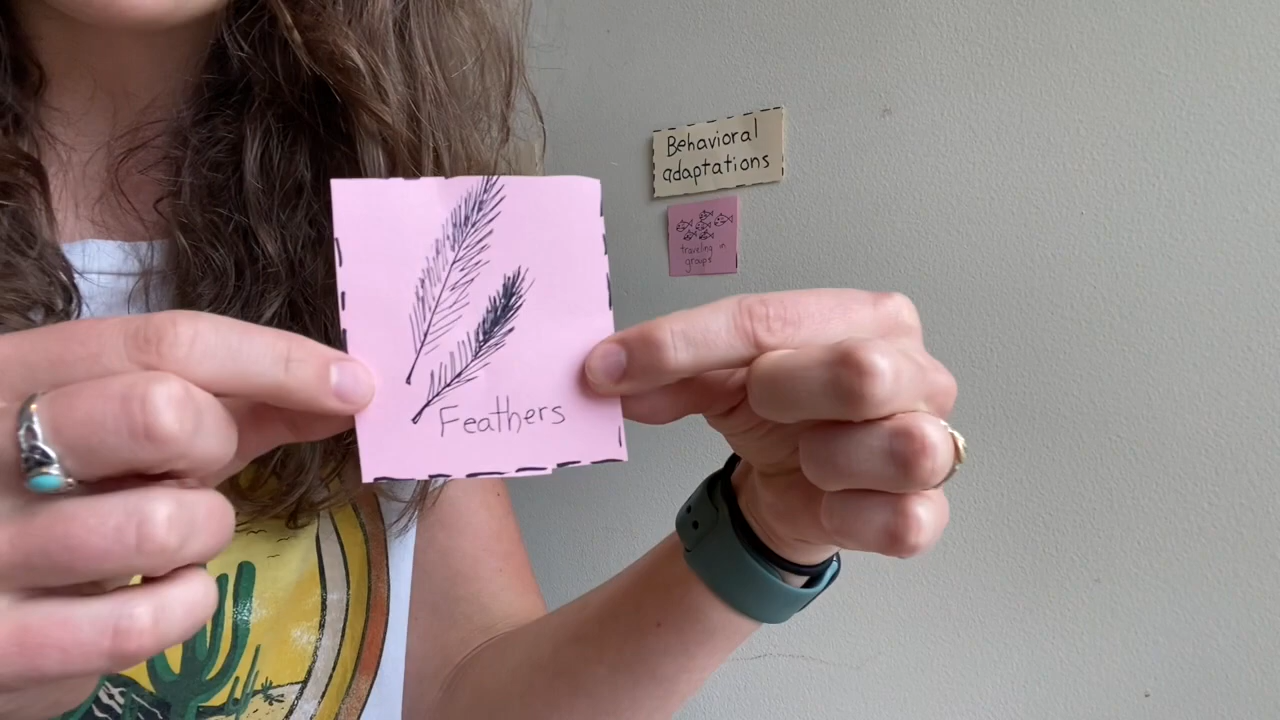 Behavioral
adaptations
traveling in
groups
Feathers